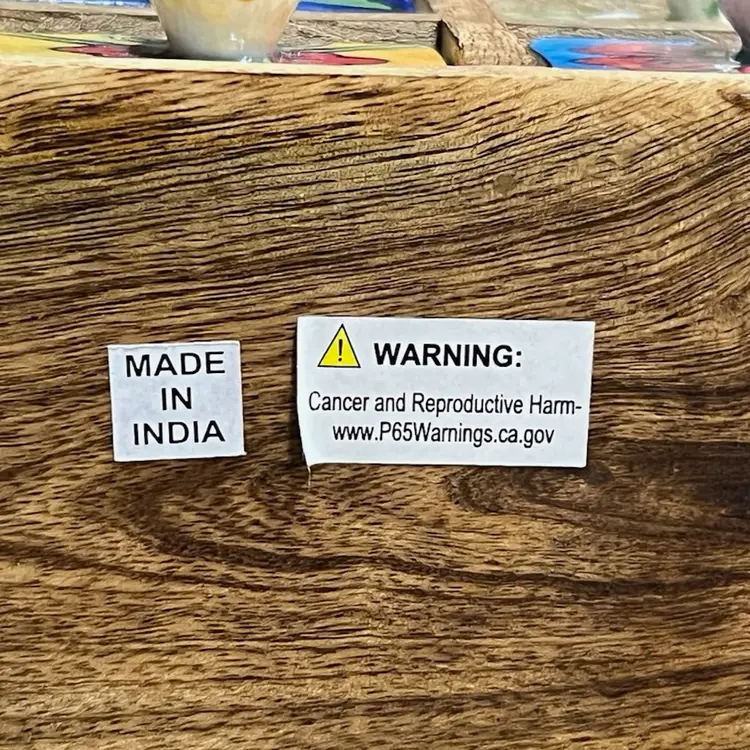 MADE
IN
INDIA
WARNING:
Cancer and Reproductive Harm-
www.P65Warnings.ca.gov